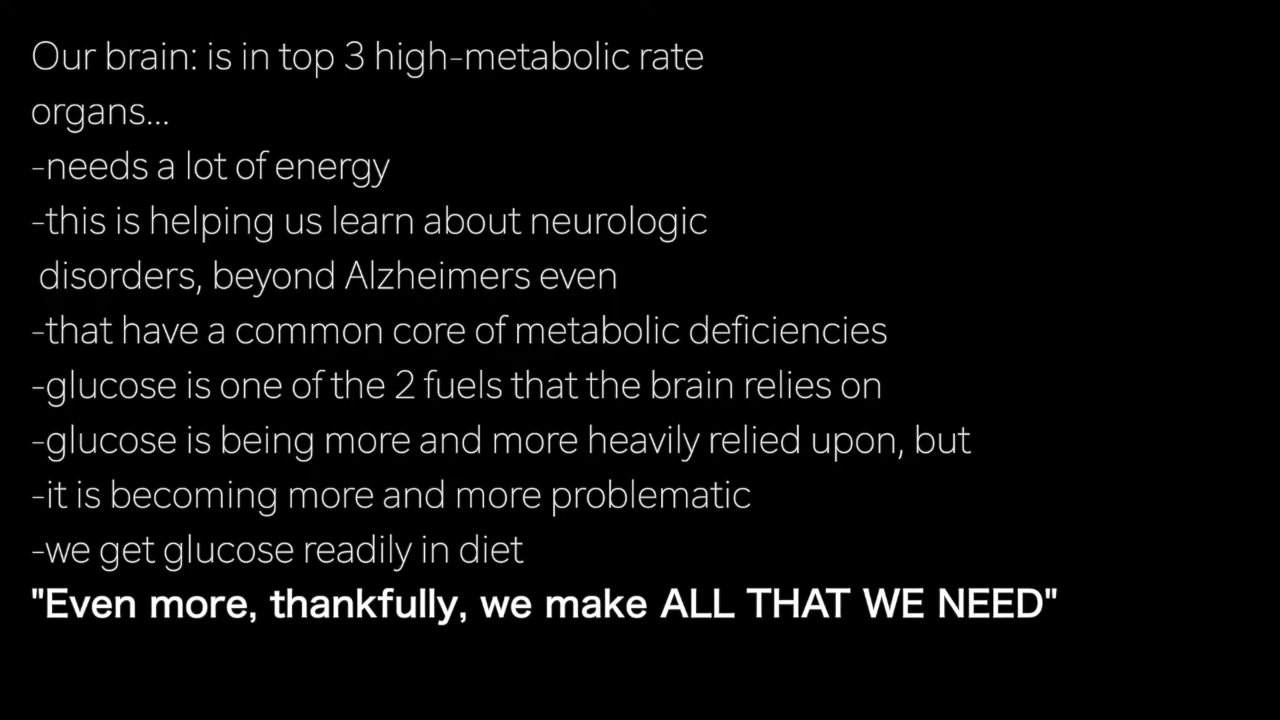 Our brain: is in top 3 high-metabolic rate
organs...
-needs a lot of energy
-this is helping us learn about neurologic
disorders, beyond Alzheimers even
-that have a common core of metabolic deficiencies
-glucose is one of the 2 fuels that the brain relies on
-glucose is being more and more heavily relied upon, but
-it is becoming more and more problematic
-we get glucose readily in diet
"Even more, thankfully, we make ALL THAT WE NEED"